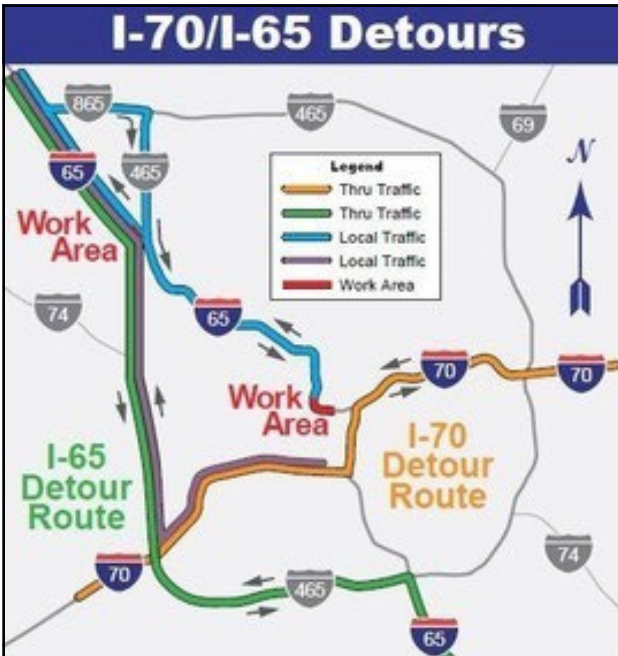 I-70/I-65 Detours
865
465
69
N
65
465
Legend
Thru Traffic
Thru Traffic
Local Traffic
Local Traffic
Work Area
Work
Area
74
65
70
70
Work
Area
I-70
Detour
Route
I-65
Detour
Route
74
70
465
65